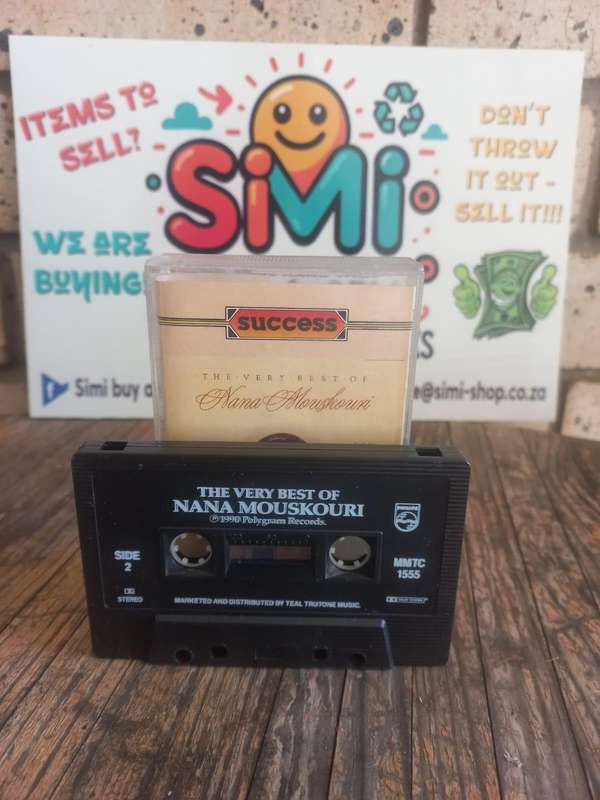 ITEMS TO
SELL?
SiMi
DON'T
THROW
IT OUT -
SELL IT!!!
WE ARE
BUYING
Simi buy
e@simi-shop.co.za
success
THE VERY BEST OF
Nana Mouskouri
THE VERY BEST OF
NANA MOUSKOURI
℗ 1990 Polygram Records.
PHILIPS
SIDE
2
STEREO
MMTC
1555
MARKETED AND DISTRIBUTED BY TEAL TRUTONE MUSIC.